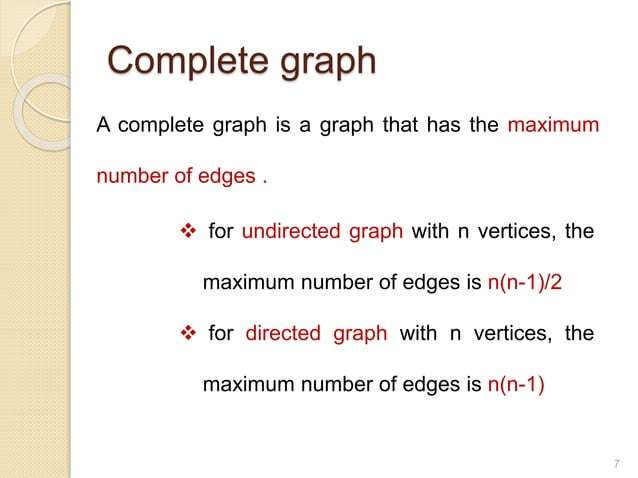 Complete graph
A complete graph is a graph that has the maximum
number of edges .
❖ for undirected graph with n vertices, the
maximum number of edges is n(n-1)/2
❖ for directed graph with n vertices, the
maximum number of edges is n(n-1)
7